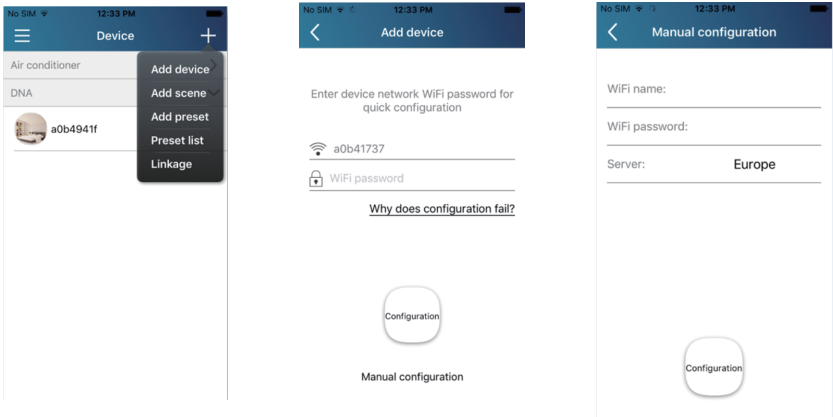 No SIM 12:33 PM
Device
Air conditioner
DNA
a0b4941f
Add device
Add scene
Add preset
Preset list
Linkage
No SIM 12:33 PM
Add device
Enter device network WiFi password for
quick configuration
a0b41737
WiFi password
Why does configuration fail?
Configuration
Manual configuration
No SIM 12:33 PM
Manual configuration
WiFi name:
WiFi password:
Server: Europe
Configuration